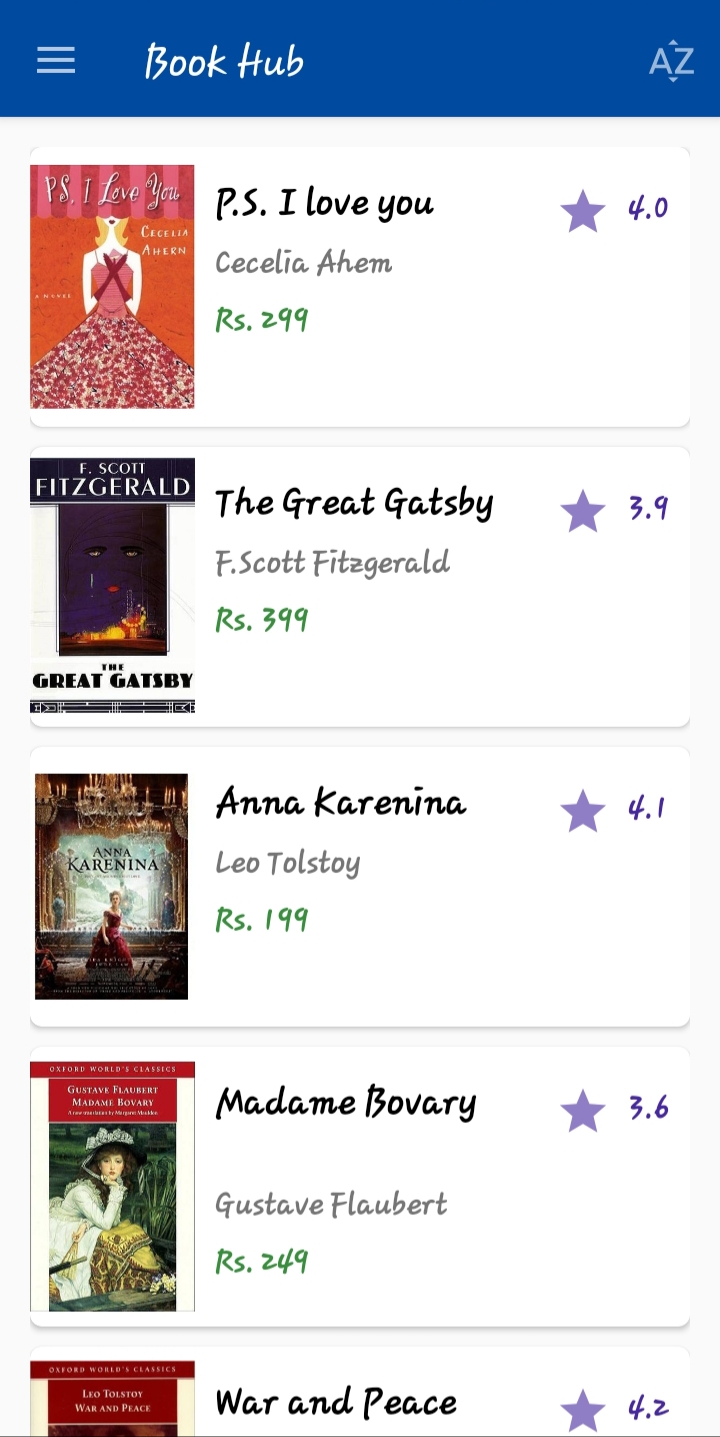 Book Hub
AZ
P.S. I Love You
CECELIA
AHERN
A NOVEL
P.S. I love you
4.0
Cecelia Ahern
Rs. 299
F. SCOTT
FITZGERALD
THE
GREAT GATSBY
The Great Gatsby
3.9
F.Scott Fitzgerald
Rs. 399
ANNA
KARENINA
Anna Karenina
4.1
Leo Tolstoy
Rs. 199
OXFORD WORLD'S CLASSICS
GUSTAVE FLAUBERT
MADAME BOVARY
A new translation by Margaret Mauldon
Madame Bovary
3.6
Gustave Flaubert
Rs. 249
OXFORD WORLD'S CLASSICS
LEO TOLSTOY
WAR AND PEACE
War and Peace
4.2